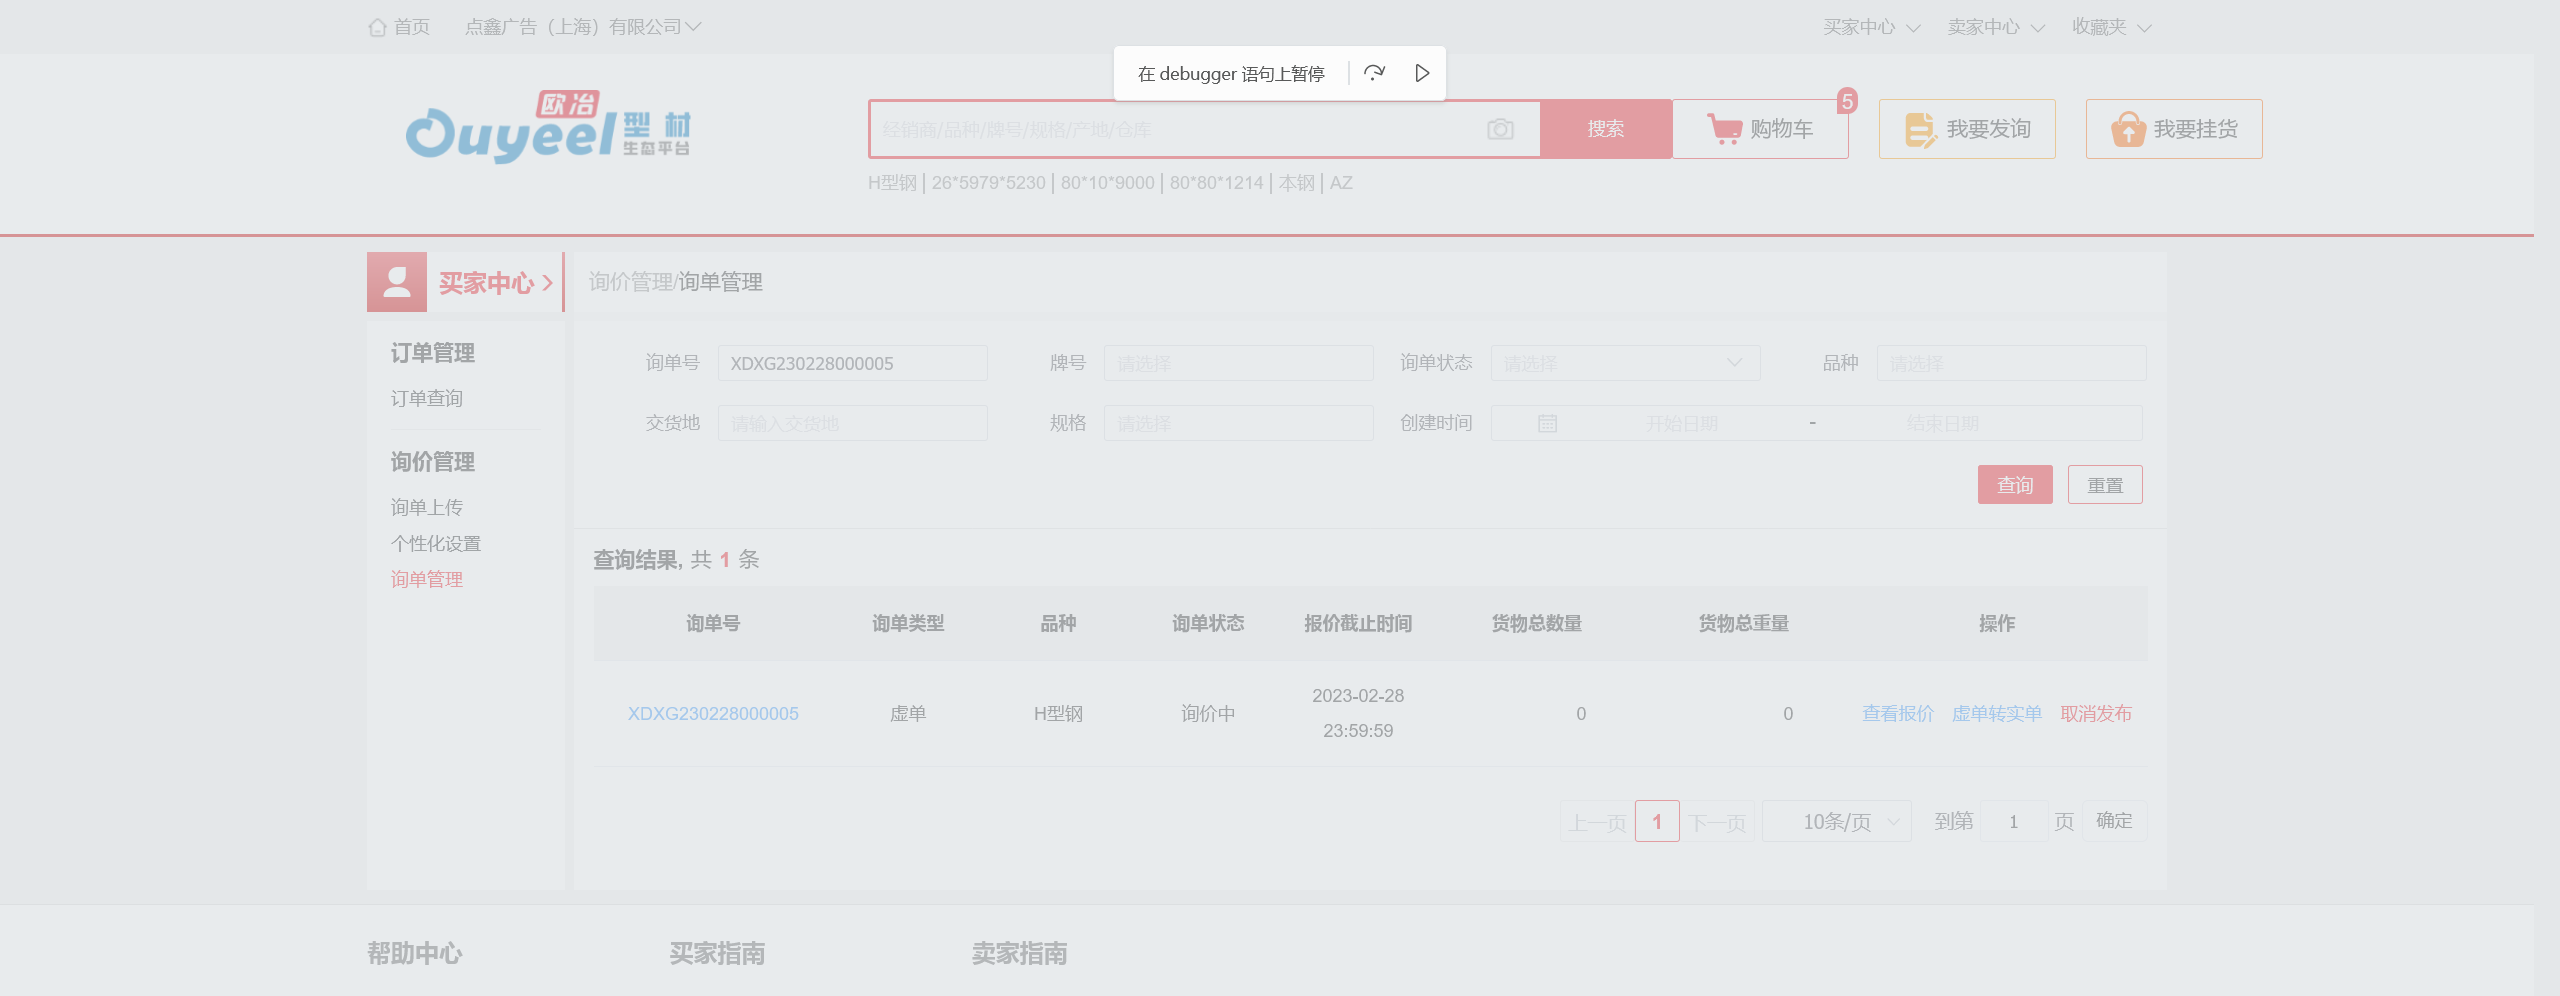 首页
点鑫广告（上海）有限公司
买家中心
卖家中心
收藏夹
在 debugger 语句上暂停
欧冶
Ouyeel
型材
生态平台
经销商/品种/牌号/规格/产地/仓库
搜索
购物车
5
我要发询
我要挂货
H型钢 | 26*5979*5230 | 80*10*9000 | 80*80*1214 | 本钢 | AZ
买家中心
询价管理/询单管理
订单管理
订单查询
询价管理
询单上传
个性化设置
询单管理
询单号 XDXG230228000005 牌号 请选择 询单状态 请选择 品种 请选择
交货地 请输入交货地 规格 请选择 创建时间 开始日期 - 结束日期
查询 重置
查询结果, 共 1 条
询单号 询单类型 品种 询单状态 报价截止时间 货物总数量 货物总重量 操作
XDXG230228000005 虚单 H型钢 询价中 2023-02-28 23:59:59 0 0 查看报价 虚单转实单 取消发布
上一页 1 下一页 10条/页 到第 1 页 确定
帮助中心 买家指南 卖家指南